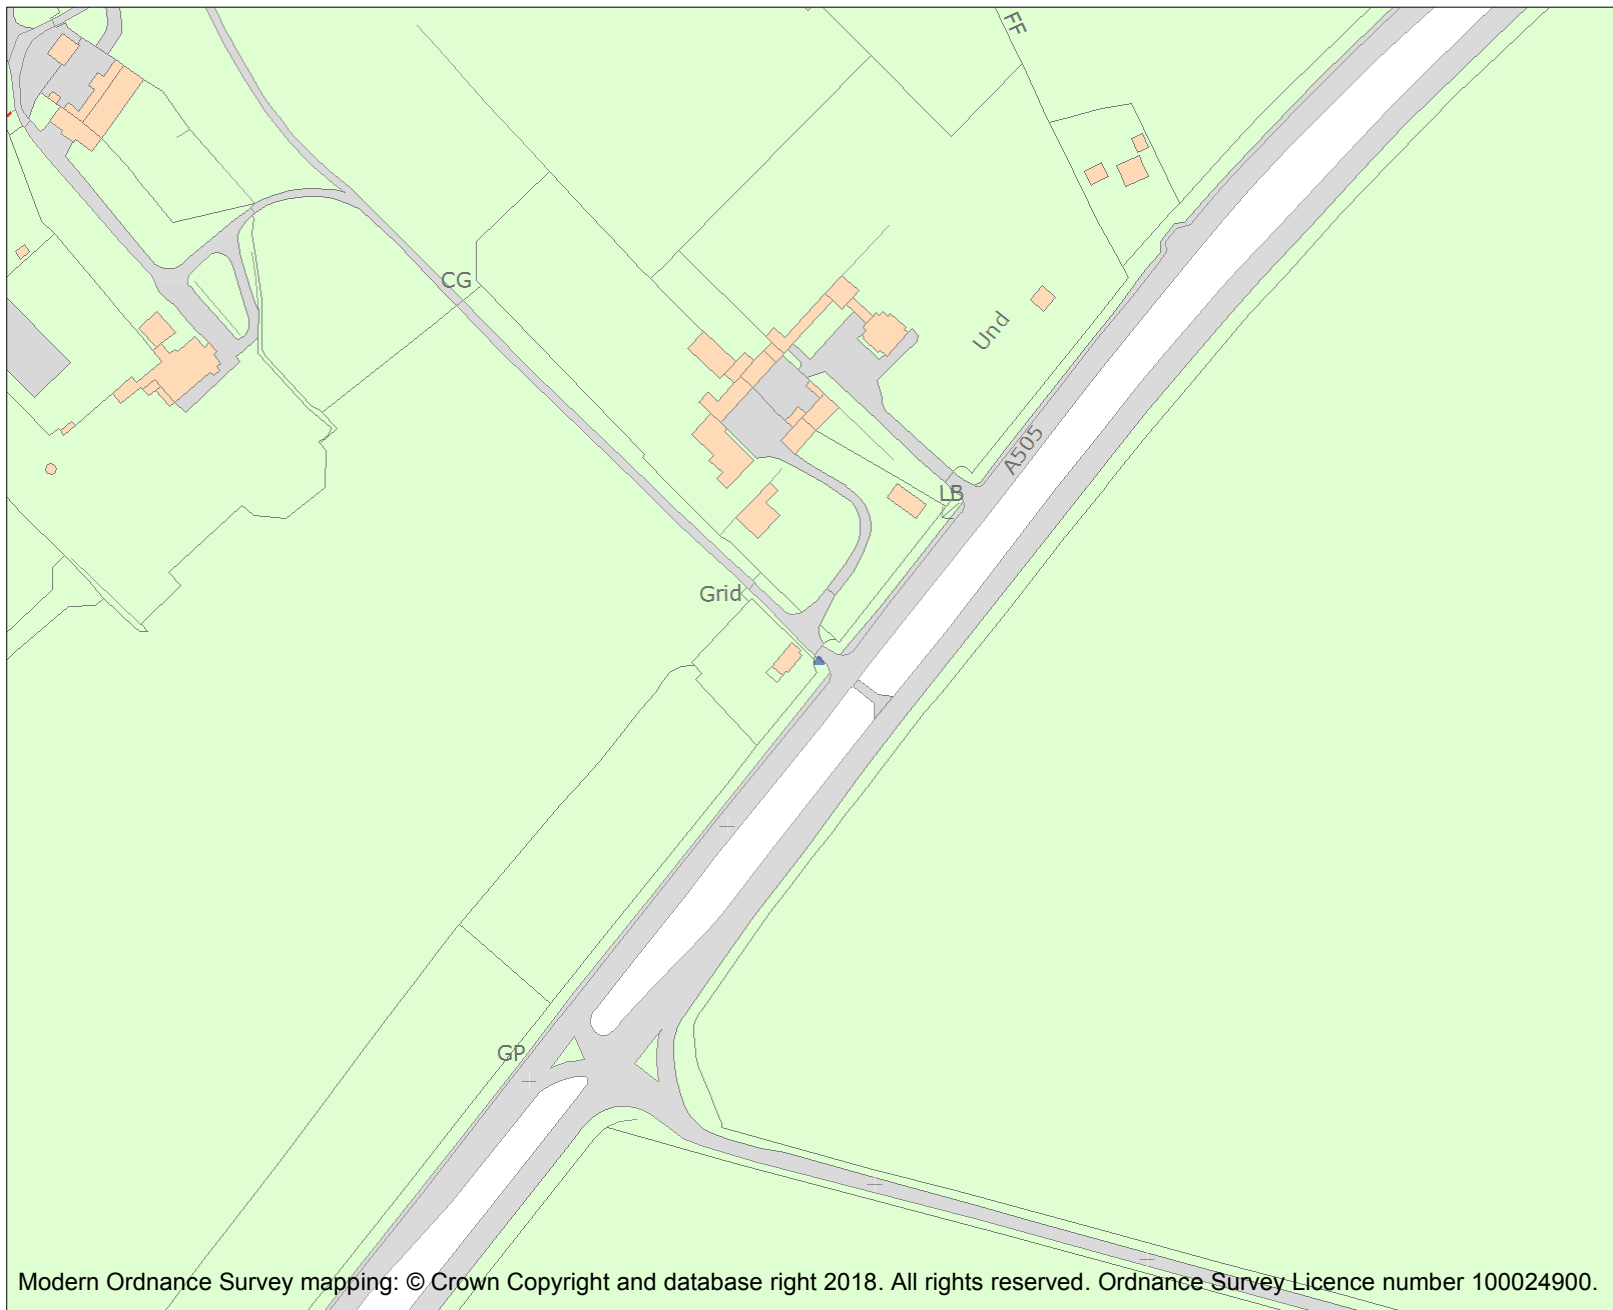 FF
CG
Und
A505
LB
Grid
GP
Modern Ordnance Survey mapping: © Crown Copyright and database right 2018. All rights reserved. Ordnance Survey Licence number 100024900.